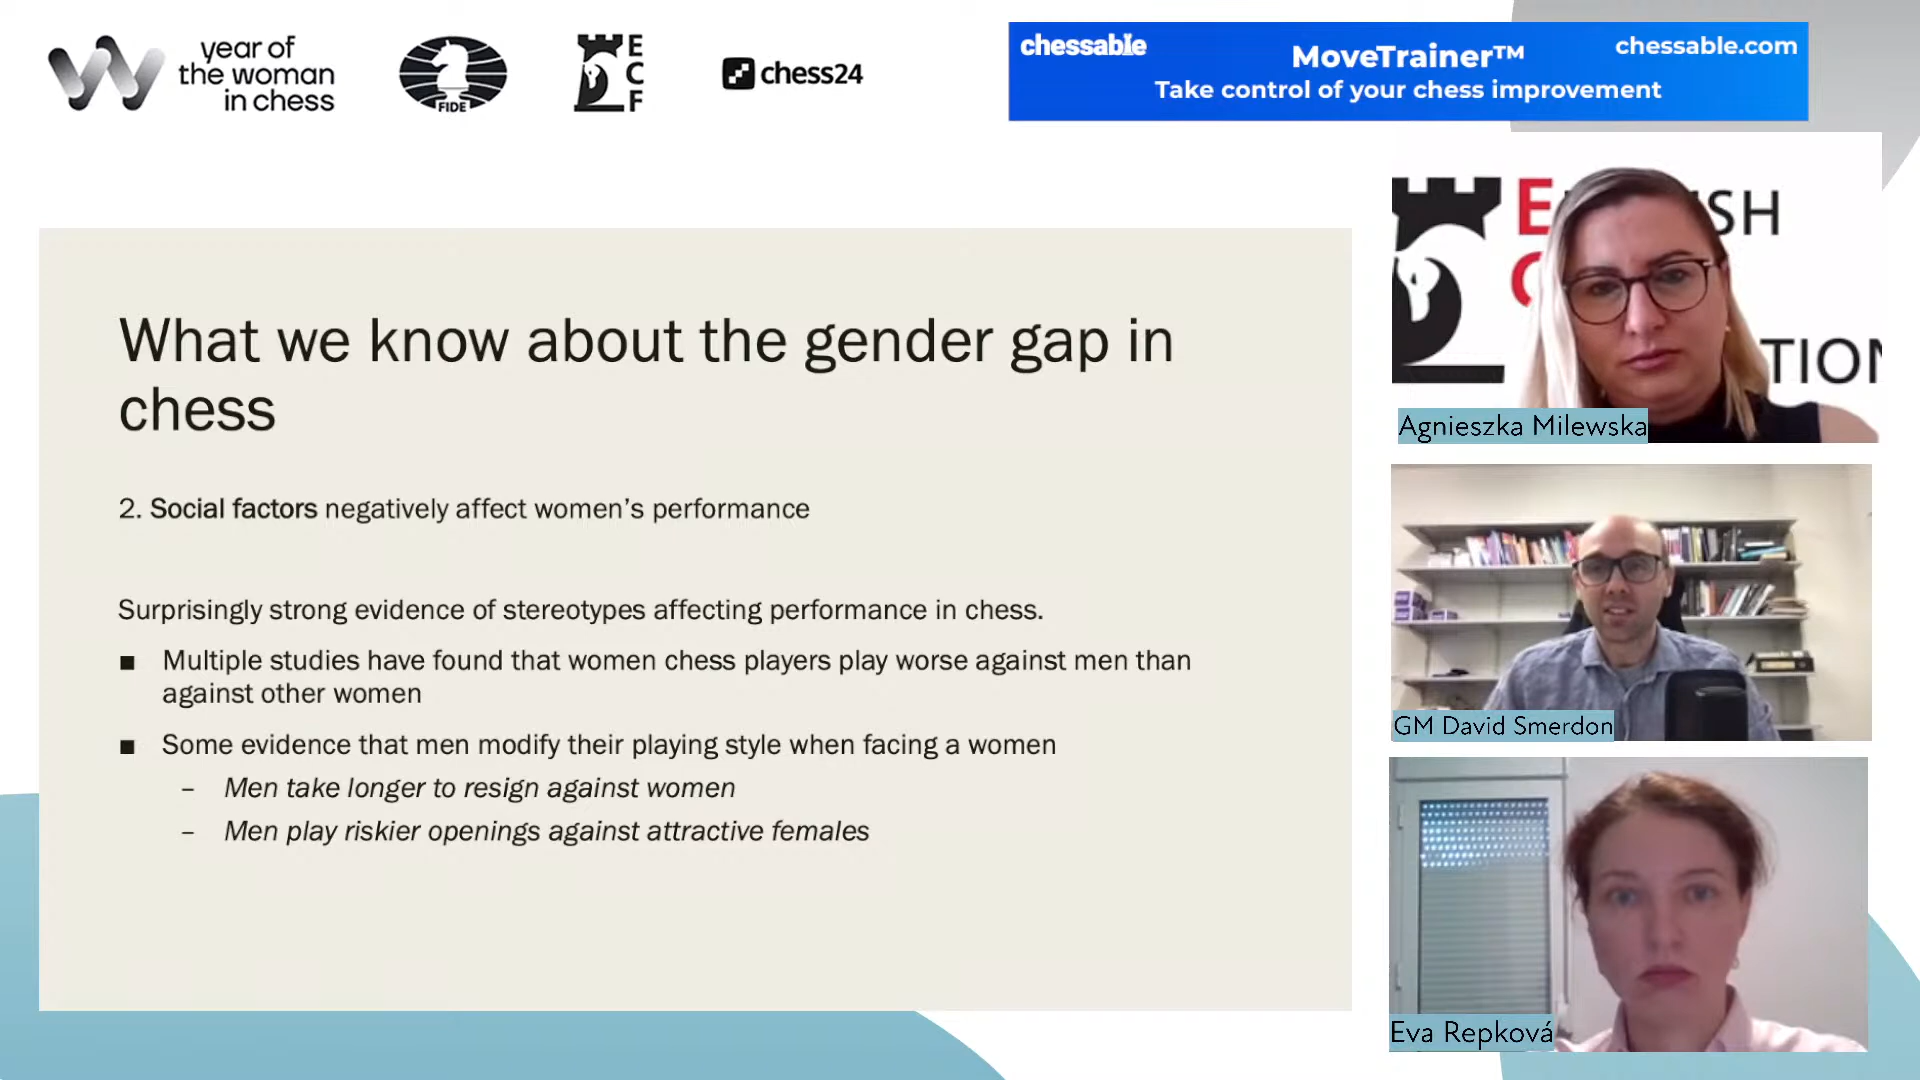 year of
the woman
in chess
FIDE
E
C
F
chess24
chessable
MoveTrainer™
chessable.com
Take control of your chess improvement
What we know about the gender gap in
chess
2. Social factors negatively affect women's performance
Surprisingly strong evidence of stereotypes affecting performance in chess.
■ Multiple studies have found that women chess players play worse against men than
against other women
■ Some evidence that men modify their playing style when facing a women
– Men take longer to resign against women
– Men play riskier openings against attractive females
E SH
C
TION
Agnieszka Milewska
GM David Smerdon
Eva Repková